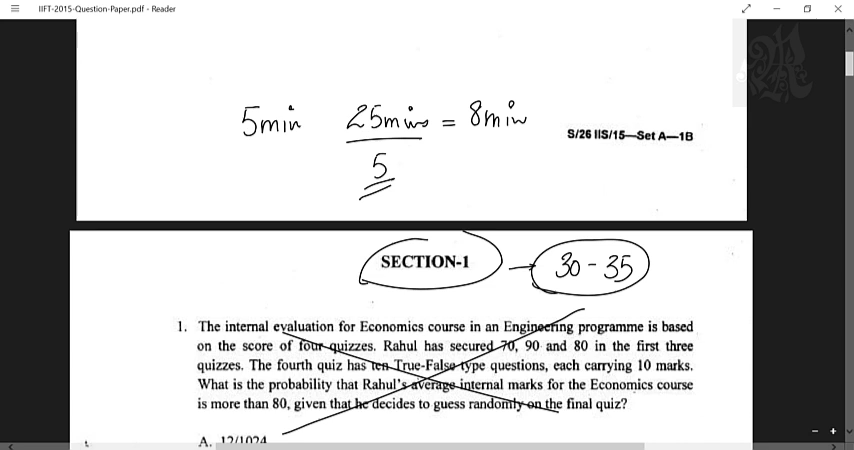 IIFT-2015-Question-Paper.pdf - Reader
5min 25mins = 8min
5
S/26 IIS/15—Set A—1B
SECTION-1 → 30 - 35
1. The internal evaluation for Economics course in an Engineering programme is based
on the score of four quizzes. Rahul has secured 70, 90 and 80 in the first three
quizzes. The fourth quiz has ten True-False type questions, each carrying 10 marks.
What is the probability that Rahul's average internal marks for the Economics course
is more than 80, given that he decides to guess randomly on the final quiz?
A. 12/1024